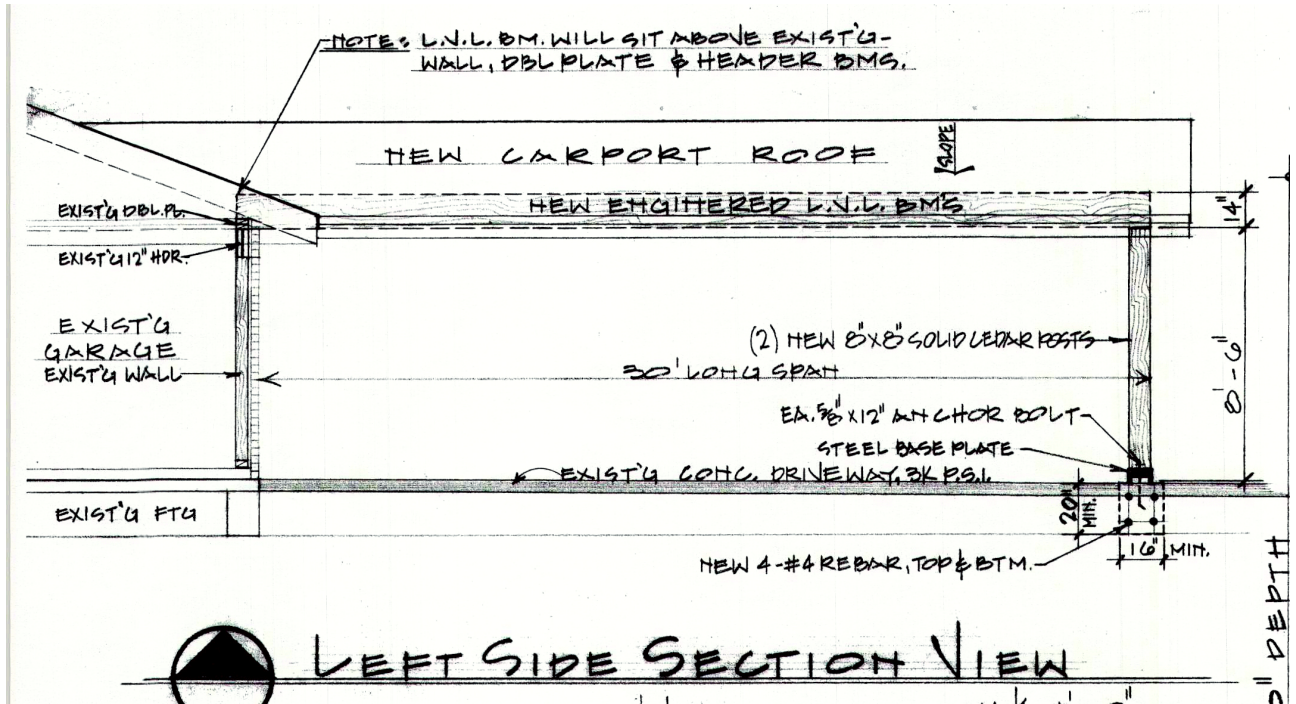 NOTE: L.V.L. BM. WILL SIT ABOVE EXIST'G
WALL, DBL PLATE & HEADER BMS.
NEW CARPORT ROOF
SLOPE
EXIST'G DBL. PL.
NEW ENGINERED L.V.L. BM'S
14"
EXIST'G 12" HDR.
EXIST'G
GARAGE
EXIST'G WALL
(2) NEW 8"X8" SOLID CEDAR POSTS
30' LONG SPAN
8'-6"
EA. 5/8" X 12" ANCHOR BOLT
STEEL BASE PLATE
EXIST'G CONC. DRIVEWAY, 3K P.S.I.
EXIST'G FTG
20"
MIN.
16" MIN.
NEW 4-#4 REBAR, TOP & BTM.
LEFT SIDE SECTION VIEW
" DEPTH